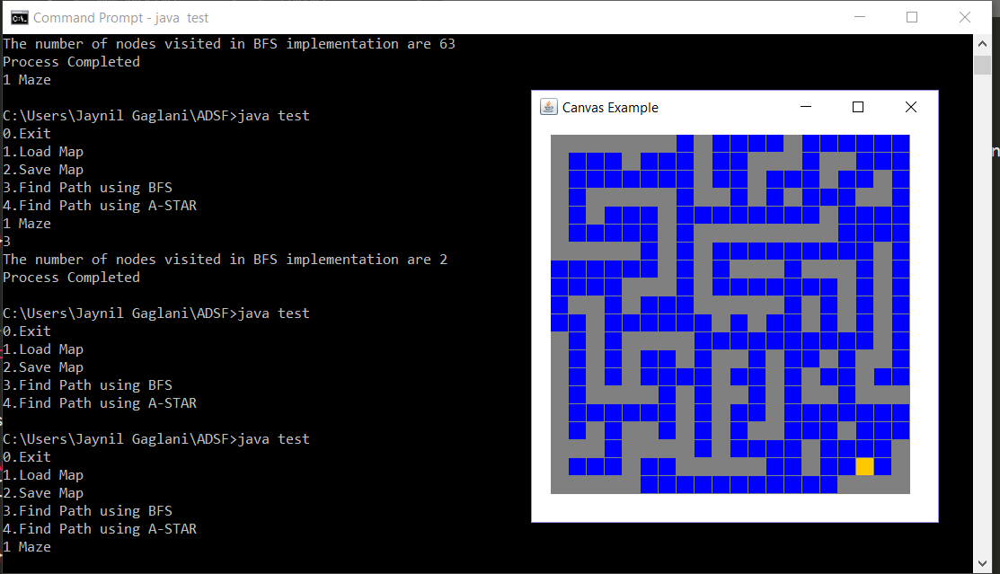 Command Prompt - java  test
The number of nodes visited in BFS implementation are 63
Process Completed
1 Maze
C:\Users\Jaynil Gaglani\ADSF>java test
0.Exit
1.Load Map
2.Save Map
3.Find Path using BFS
4.Find Path using A-STAR
1 Maze
3
The number of nodes visited in BFS implementation are 2
Process Completed
C:\Users\Jaynil Gaglani\ADSF>java test
0.Exit
1.Load Map
2.Save Map
3.Find Path using BFS
4.Find Path using A-STAR
C:\Users\Jaynil Gaglani\ADSF>java test
0.Exit
1.Load Map
2.Save Map
3.Find Path using BFS
4.Find Path using A-STAR
1 Maze
Canvas Example